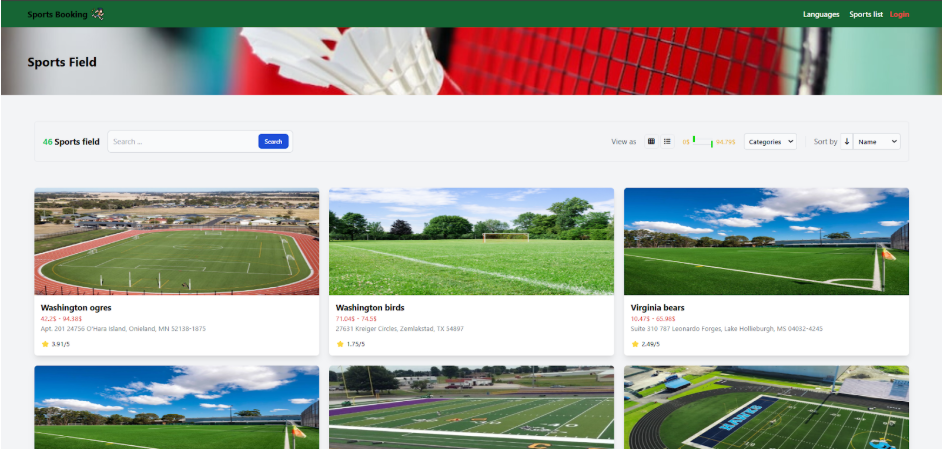 Sports Booking
Languages Sports list Login
Sports Field
46 Sports field Search ... Search View as 0$ 94.79$ Categories Sort by Name
Washington ogres
42.2$ - 94.38$
Apt. 201 24756 O'Hara Island, Onieland, MN 52138-1875
3.91/5
Washington birds
71.04$ - 74.5$
27631 Kreiger Circles, Zemlakstad, TX 54897
1.75/5
Virginia bears
10.47$ - 65.96$
Suite 310 787 Leonardo Forges, Lake Hollieburgh, MS 04032-4245
2.49/5